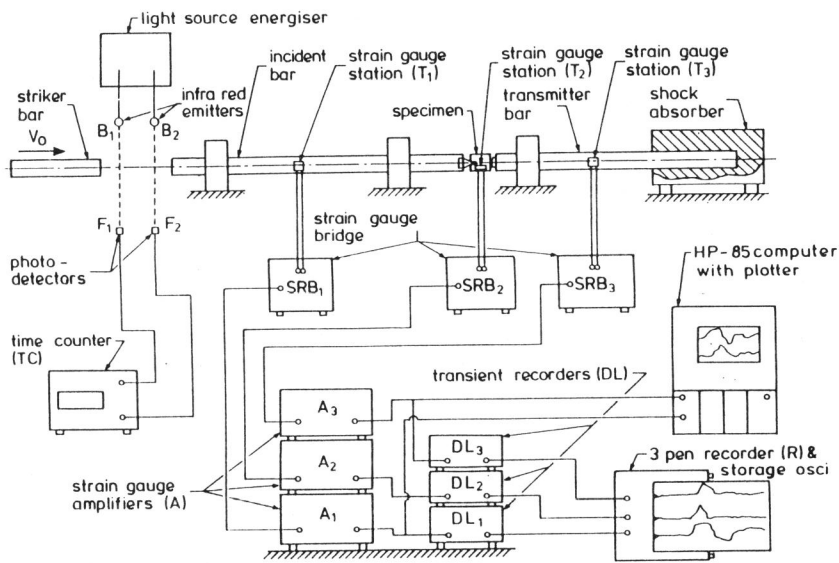 light source energiser
striker
bar
V₀
B₁
infra red
emitters
B₂
incident
bar
strain gauge
station (T₁)
specimen
strain gauge
station (T₂)
transmitter
bar
strain gauge
station (T₃)
shock
absorber
F₁
F₂
photo-
detectors
strain gauge
bridge
SRB₁
SRB₂
SRB₃
HP-85 computer
with plotter
time counter
(TC)
transient recorders (DL)
A₃
A₂
A₁
strain gauge
amplifiers (A)
DL₃
DL₂
DL₁
3 pen recorder (R) &
storage osci